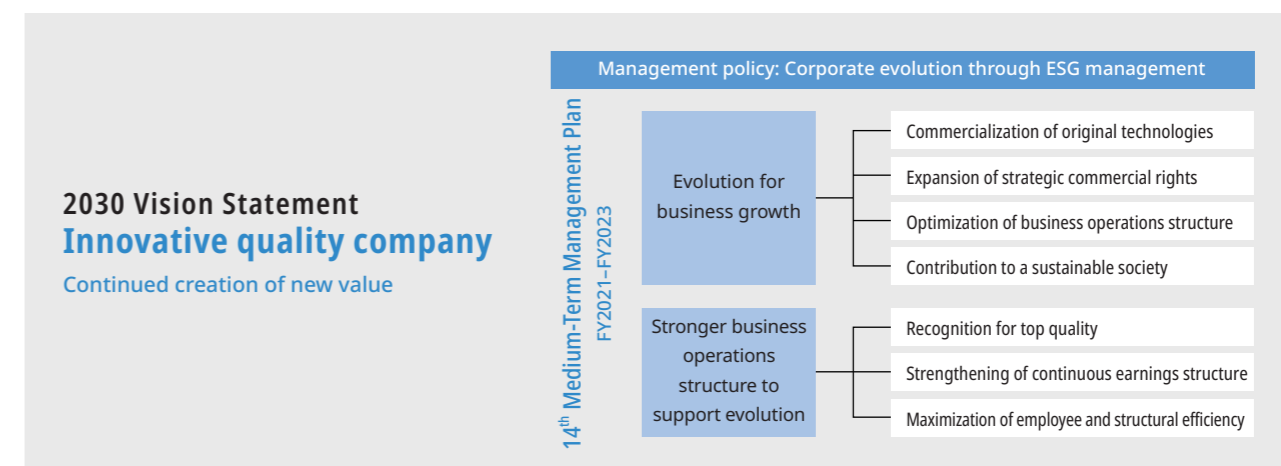 2030 Vision Statement
Innovative quality company
Continued creation of new value
Management policy: Corporate evolution through ESG management
14th Medium-Term Management Plan
FY2021–FY2023
Evolution for
business growth
Commercialization of original technologies
Expansion of strategic commercial rights
Optimization of business operations structure
Contribution to a sustainable society
Stronger business
operations
structure to
support evolution
Recognition for top quality
Strengthening of continuous earnings structure
Maximization of employee and structural efficiency